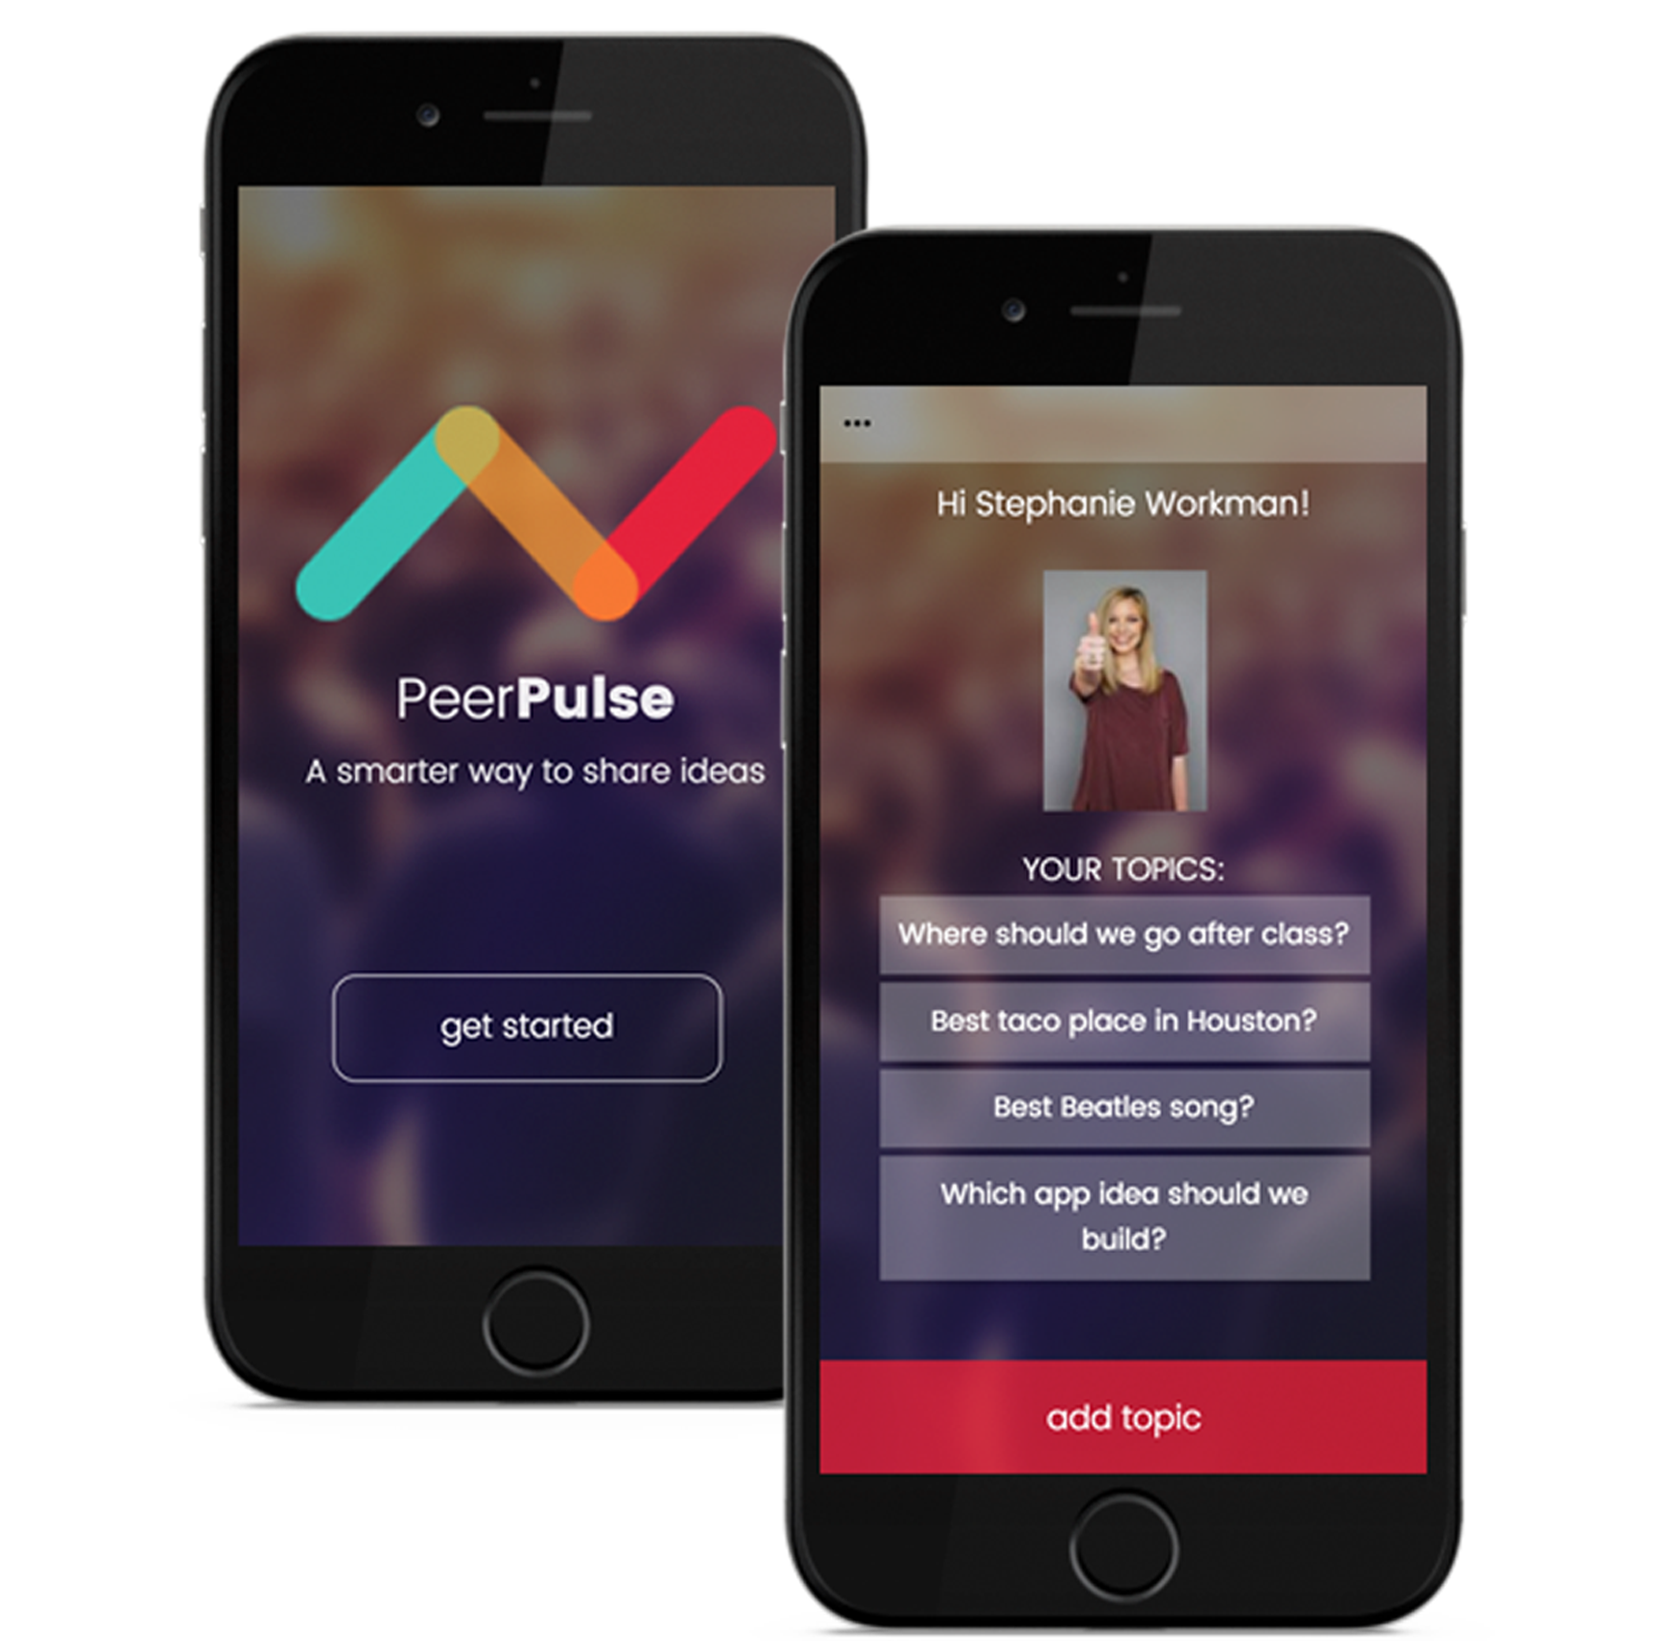 PeerPulse
A smarter way to share ideas
get started
Hi Stephanie Workman!
YOUR TOPICS:
Where should we go after class?
Best taco place in Houston?
Best Beatles song?
Which app idea should we
build?
add topic